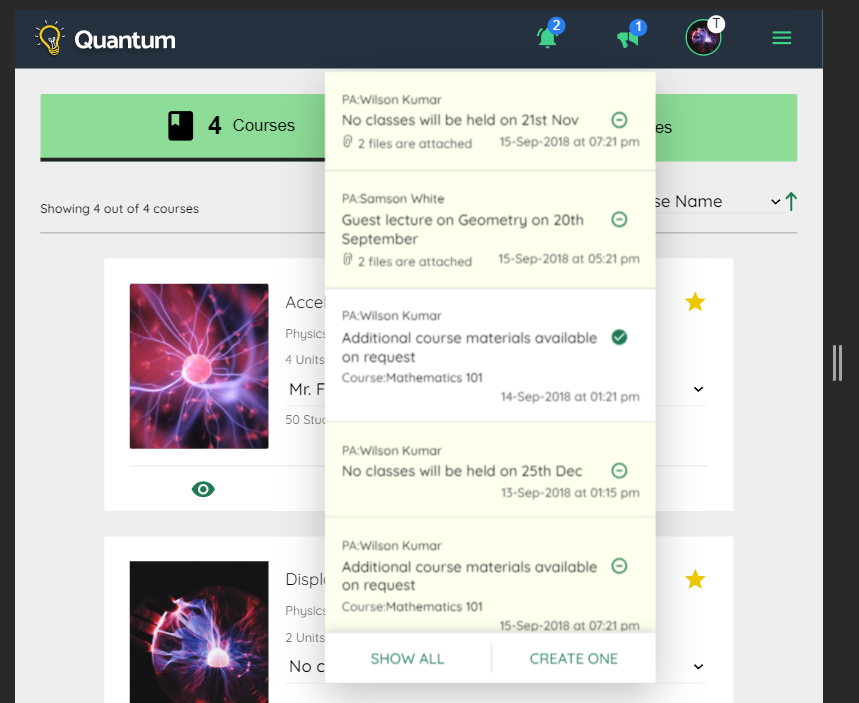 Quantum
2
1
T
4 Courses
es
Showing 4 out of 4 courses
se Name
PA:Wilson Kumar
No classes will be held on 21st Nov
2 files are attached
15-Sep-2018 at 07:21 pm
PA:Samson White
Guest lecture on Geometry on 20th
September
2 files are attached
15-Sep-2018 at 05:21 pm
PA:Wilson Kumar
Additional course materials available
on request
Course:Mathematics 101
14-Sep-2018 at 01:21 pm
PA:Wilson Kumar
No classes will be held on 25th Dec
13-Sep-2018 at 01:15 pm
PA:Wilson Kumar
Additional course materials available
on request
Course:Mathematics 101
15-Sep-2018 at 07:21 pm
SHOW ALL
CREATE ONE
Accel
Physics
4 Units
Mr. F
50 Stu
Displ
Physics
2 Units
No c